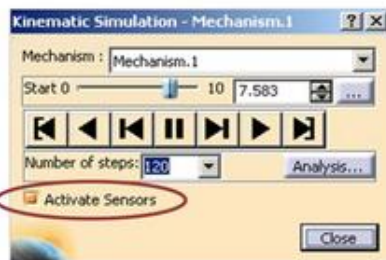 Kinematic Simulation - Mechanism.1
Mechanism : Mechanism.1
Start 0 10 7.583 ...
Number of steps: 120 Analysis...
Activate Sensors
Close